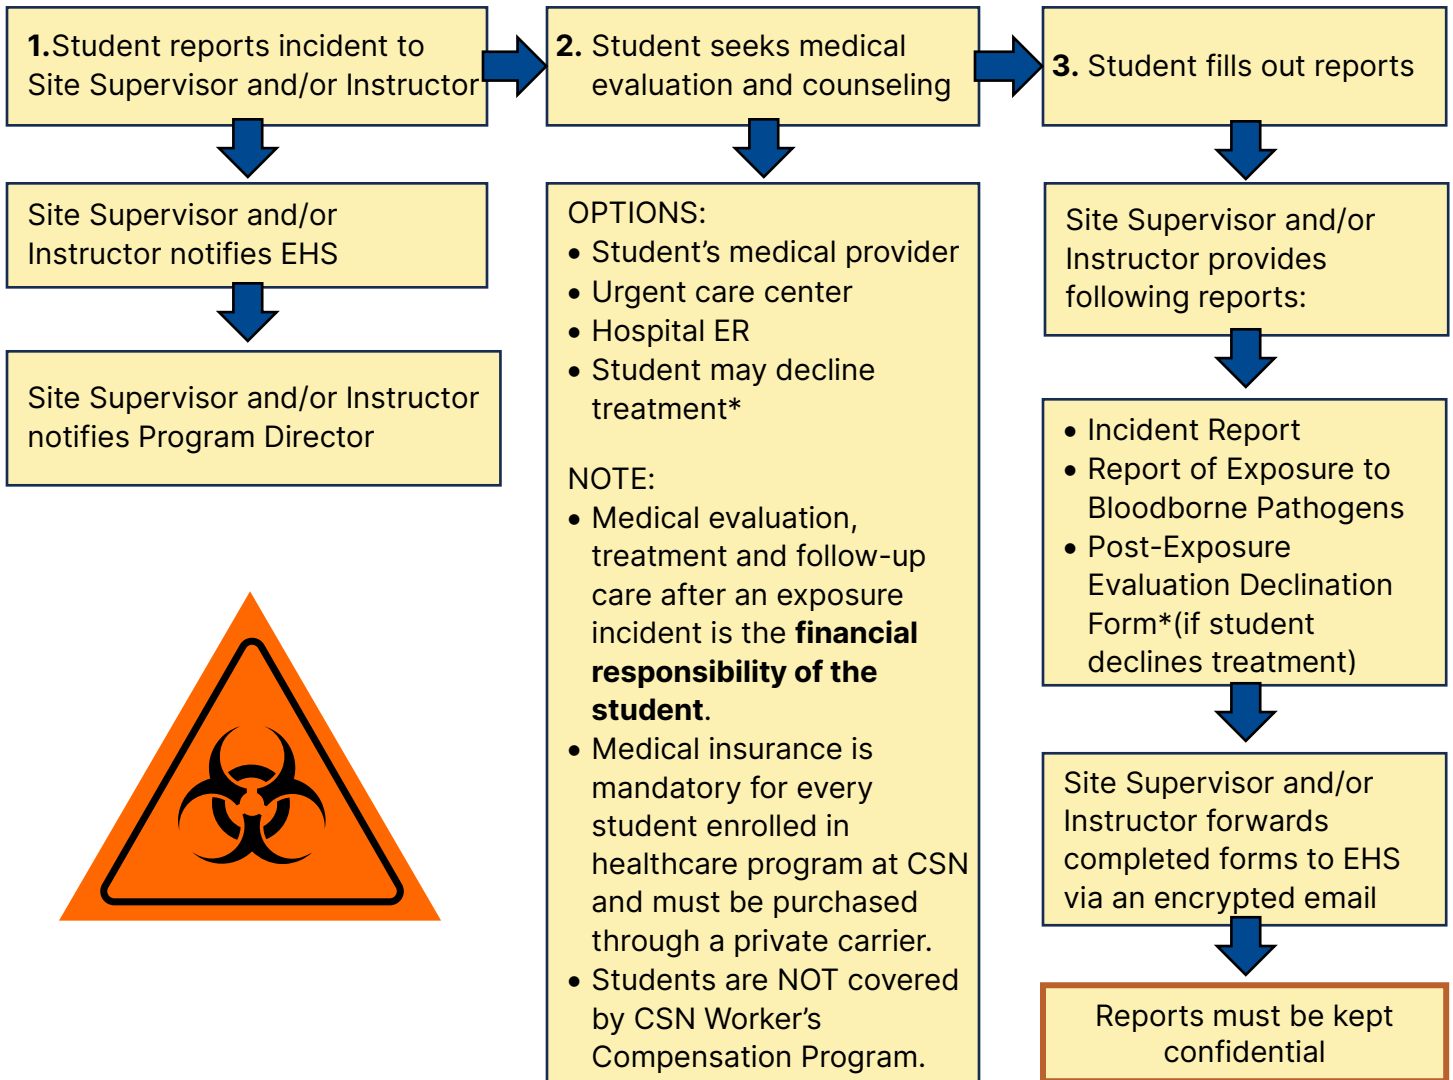 1.Student reports incident to
Site Supervisor and/or Instructor
Site Supervisor and/or
Instructor notifies EHS
Site Supervisor and/or Instructor
notifies Program Director
2. Student seeks medical
evaluation and counseling
OPTIONS:
• Student’s medical provider
• Urgent care center
• Hospital ER
• Student may decline
treatment*
NOTE:
• Medical evaluation,
treatment and follow-up
care after an exposure
incident is the financial
responsibility of the
student.
• Medical insurance is
mandatory for every
student enrolled in
healthcare program at CSN
and must be purchased
through a private carrier.
• Students are NOT covered
by CSN Worker’s
Compensation Program.
3. Student fills out reports
Site Supervisor and/or
Instructor provides
following reports:
• Incident Report
• Report of Exposure to
Bloodborne Pathogens
• Post-Exposure
Evaluation Declination
Form*(if student
declines treatment)
Site Supervisor and/or
Instructor forwards
completed forms to EHS
via an encrypted email
Reports must be kept
confidential